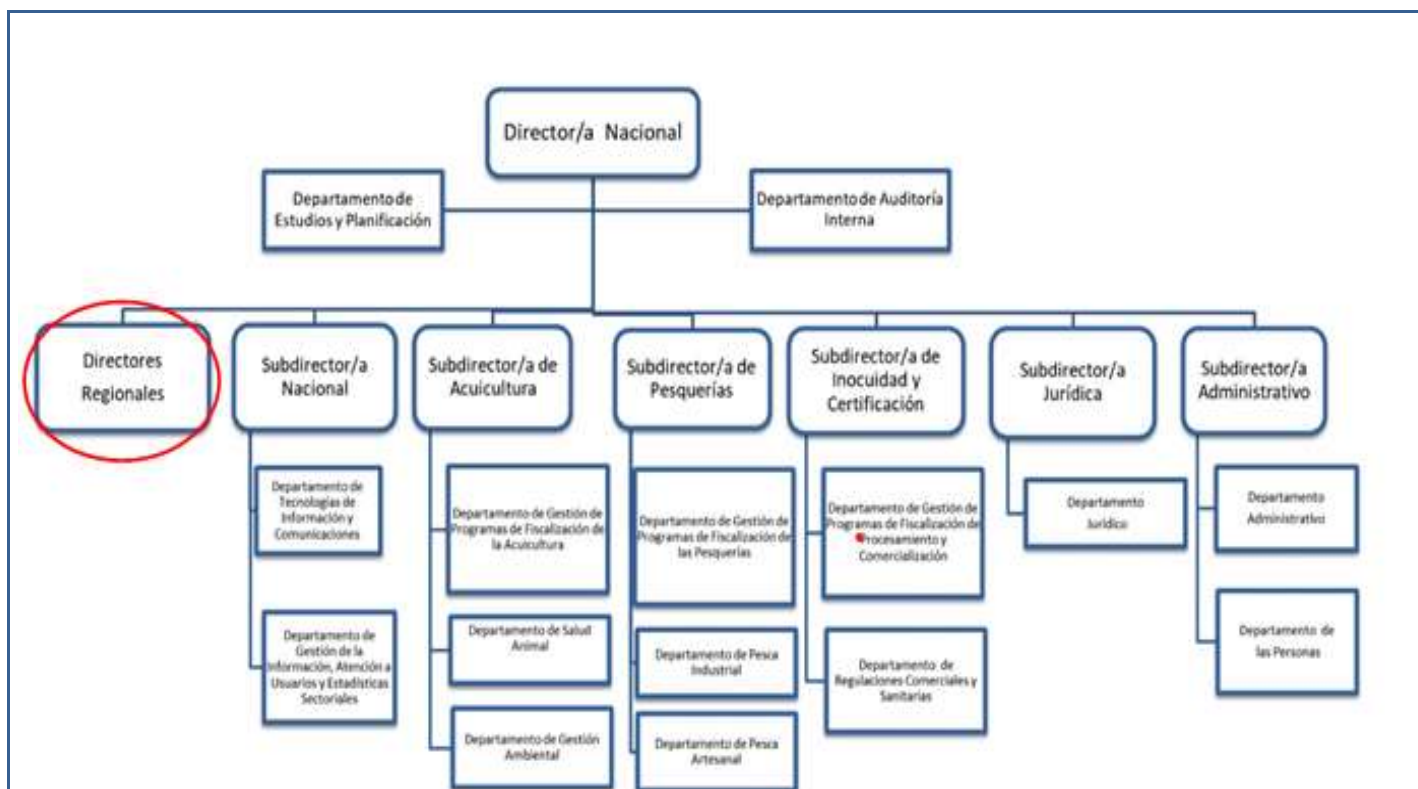 Director/a Nacional
Departamento de
Estudios y Planificación
Departamento de Auditoría
Interna
Directores
Regionales
Subdirector/a
Nacional
Subdirector/a de
Acuicultura
Subdirector/a de
Pesquerías
Subdirector/a de
Inocuidad y
Certificación
Subdirector/a
Jurídica
Subdirector/a
Administrativo
Departamento de
Tecnologías de
Información y
Comunicaciones
Departamento de
Gestión de la
Información, Atención a
Usuarios y Estadísticas
Sectoriales
Departamento de Gestión de
Programas de Fiscalización de
la Acuicultura
Departamento de Salud
Animal
Departamento de Gestión
Ambiental
Departamento de Gestión de
Programas de Fiscalización de
las Pesquerías
Departamento de Pesca
Industrial
Departamento de Pesca
Artesanal
Departamento de Gestión de
Programas de Fiscalización de
Procesamiento y
Comercialización
Departamento de
Regulaciones Comerciales y
Sanitarias
Departamento
Jurídico
Departamento
Administrativo
Departamento de
las Personas